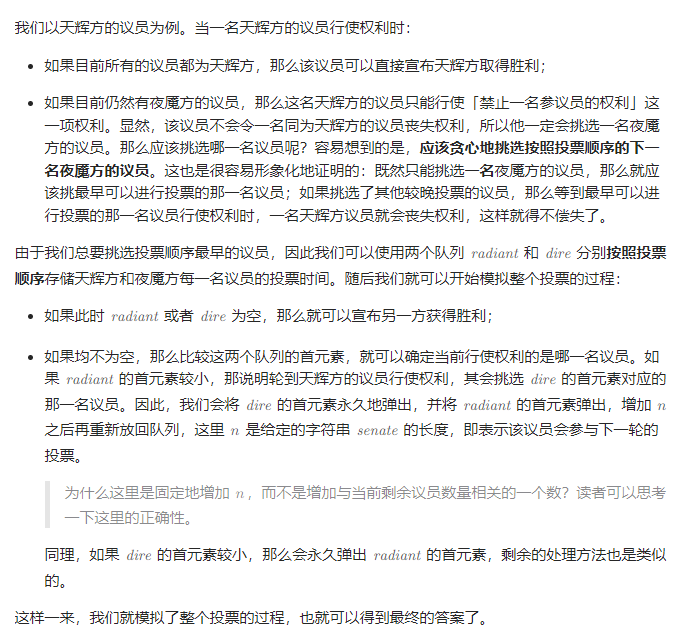 我们以天辉方的议员为例。当一名天辉方的议员行使权利时：
• 如果目前所有的议员都为天辉方，那么该议员可以直接宣布天辉方取得胜利；
• 如果目前仍然有夜魇方的议员，那么这名天辉方的议员只能行使「禁止一名参议员的权利」这
一项权利。显然，该议员不会令一名同为天辉方的议员丧失权利，所以他一定会挑选一名夜魇
方的议员。那么应该挑选哪一名议员呢？容易想到的是，应该贪心地挑选按照投票顺序的下一
名夜魇方的议员。这也是很容易形象化地证明的：既然只能挑选一名夜魇方的议员，那么就应
该挑最早可以进行投票的那一名议员；如果挑选了其他较晚投票的议员，那么等到最早可以进
行投票的那一名议员行使权利时，一名天辉方议员就会丧失权利，这样就得不偿失了。
由于我们总要挑选投票顺序最早的议员，因此我们可以使用两个队列 radiant 和 dire 分别按照投票
顺序存储天辉方和夜魇方每一名议员的投票时间。随后我们就可以开始模拟整个投票的过程：
• 如果此时 radiant 或者 dire 为空，那么就可以宣布另一方获得胜利；
• 如果均不为空，那么比较这两个队列的首元素，就可以确定当前行使权利的是哪一名议员。如
果 radiant 的首元素较小，那说明轮到天辉方的议员行使权利，其会挑选 dire 的首元素对应的
那一名议员。因此，我们会将 dire 的首元素永久地弹出，并将 radiant 的首元素弹出，增加 n
之后再重新放回队列，这里 n 是给定的字符串 senate 的长度，即表示该议员会参与下一轮的
投票。
为什么这里是固定地增加 n，而不是增加与当前剩余议员数量相关的一个数？读者可以思考
一下这里的正确性。
同理，如果 dire 的首元素较小，那么会永久弹出 radiant 的首元素，剩余的处理方法也是类似
的。
这样一来，我们就模拟了整个投票的过程，也就可以得到最终的答案了。